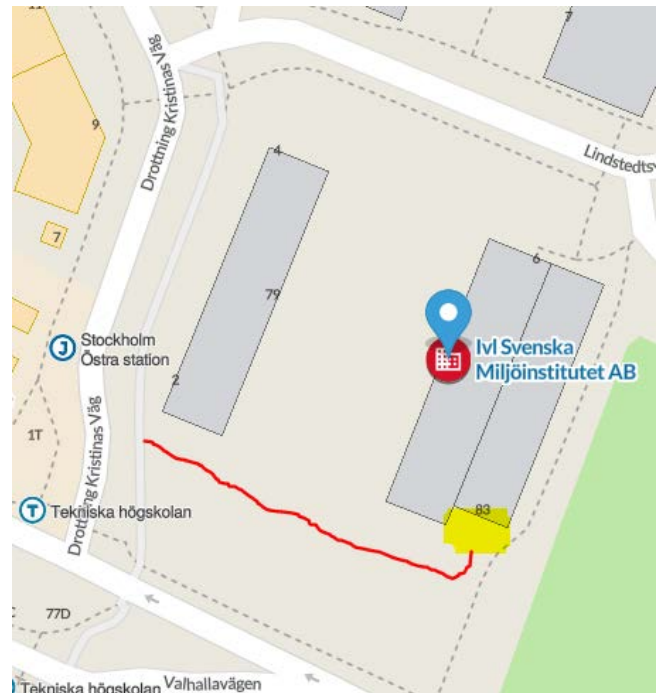 11
7
Drottning Kristinas Väg
9
4
Lindstedts
7
6
79
Stockholm
Östra station
Ivl Svenska
Miljöinstitutet AB
2
1T
83
Tekniska högskolan
Drottning Kristinas Väg
77D
Tekniska högskolan
Valhallavägen